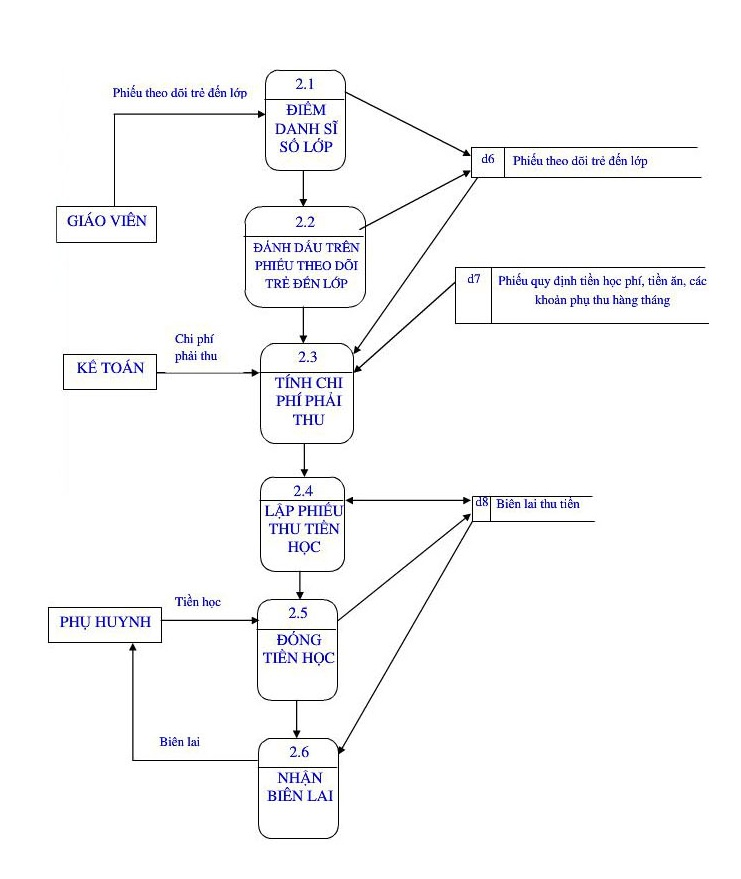 2.1
Phiếu theo dõi trẻ đến lớp
ĐIỂM
DANH SĨ
SỐ LỚP
d6
Phiếu theo dõi trẻ đến lớp
GIÁO VIÊN
2.2
ĐÁNH DẤU TRÊN
PHIẾU THEO DÕI
TRẺ ĐẾN LỚP
d7
Phiếu quy định tiền học phí, tiền ăn, các
khoản phụ thu hàng tháng
Chi phí
phải thu
KẾ TOÁN
2.3
TÍNH CHI
PHÍ PHẢI
THU
2.4
LẬP PHIẾU
THU TIỀN
HỌC
d8
Biên lai thu tiền
Tiền học
PHỤ HUYNH
2.5
ĐÓNG
TIỀN HỌC
Biên lai
2.6
NHẬN
BIÊN LAI